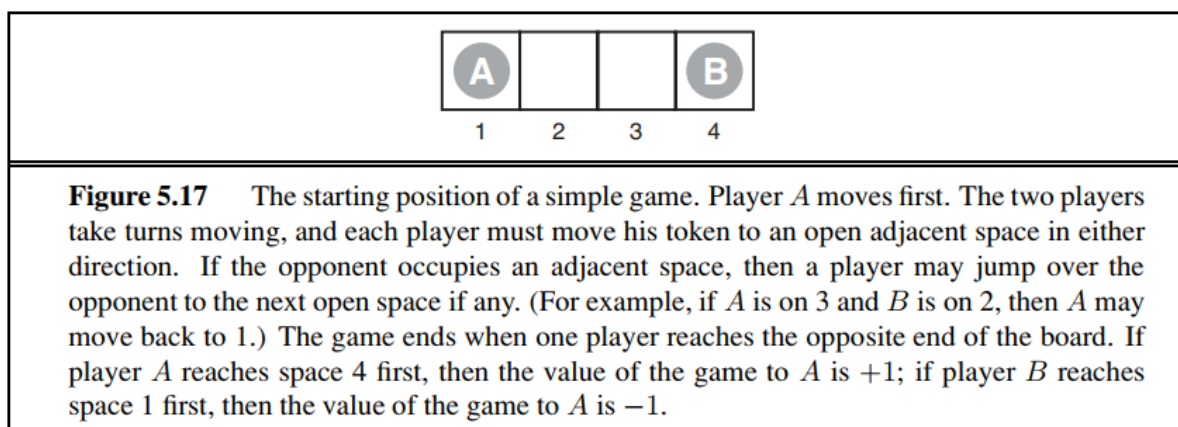 A B
1 2 3 4
Figure 5.17 The starting position of a simple game. Player A moves first. The two players
take turns moving, and each player must move his token to an open adjacent space in either
direction. If the opponent occupies an adjacent space, then a player may jump over the
opponent to the next open space if any. (For example, if A is on 3 and B is on 2, then A may
move back to 1.) The game ends when one player reaches the opposite end of the board. If
player A reaches space 4 first, then the value of the game to A is +1; if player B reaches
space 1 first, then the value of the game to A is −1.